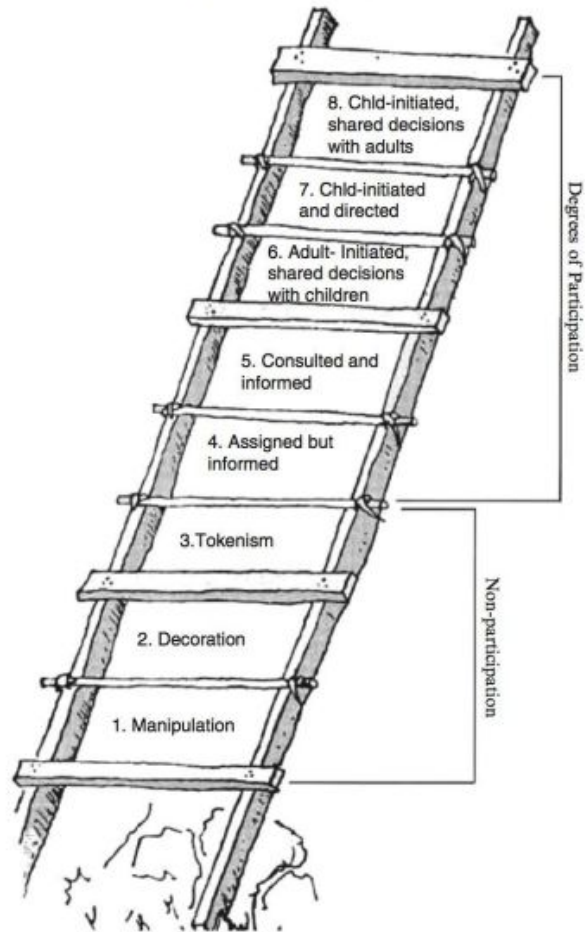 8. Chld-initiated,
shared decisions
with adults
7. Chld-initiated
and directed
6. Adult- Initiated,
shared decisions
with children
5. Consulted and
informed
4. Assigned but
informed
3.Tokenism
2. Decoration
1. Manipulation
Degrees of Participation
Non-participation